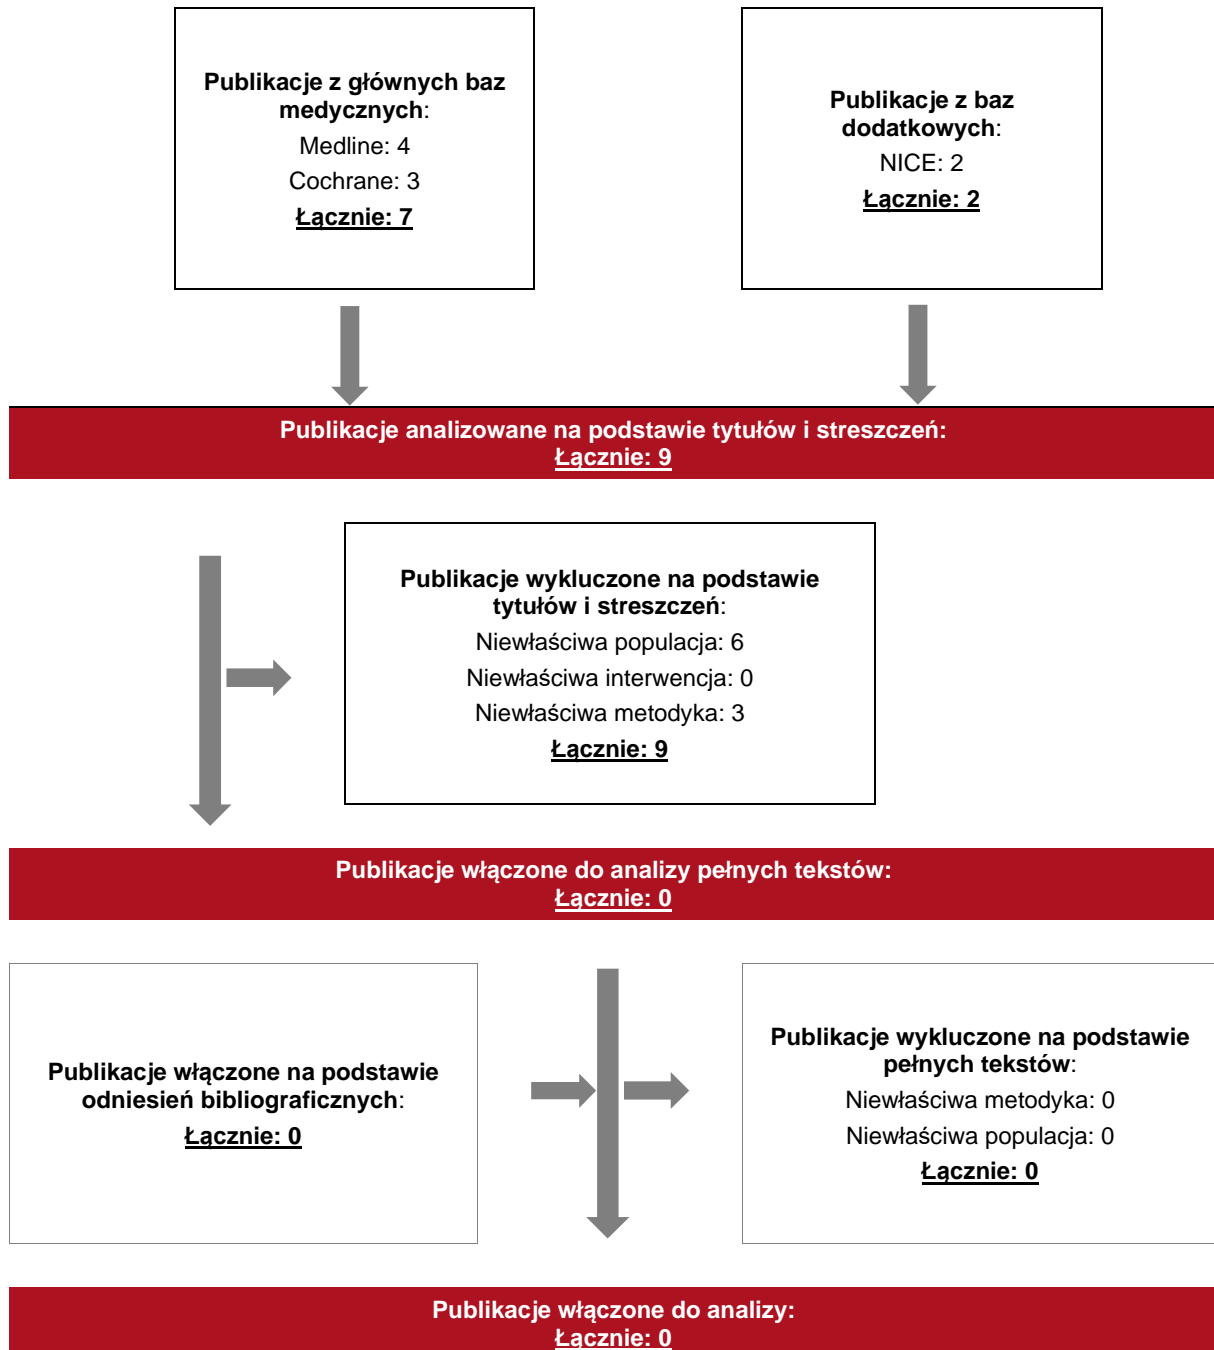 Publikacje z głównych baz
medycznych:
Medline: 4
Cochrane: 3
Łącznie: 7
Publikacje z baz
dodatkowych:
NICE: 2
Łącznie: 2
Publikacje analizowane na podstawie tytułów i streszczeń:
Łącznie: 9
Publikacje wykluczone na podstawie
tytułów i streszczeń:
Niewłaściwa populacja: 6
Niewłaściwa interwencja: 0
Niewłaściwa metodyka: 3
Łącznie: 9
Publikacje włączone do analizy pełnych tekstów:
Łącznie: 0
Publikacje włączone na podstawie
odniesień bibliograficznych:
Łącznie: 0
Publikacje wykluczone na podstawie
pełnych tekstów:
Niewłaściwa metodyka: 0
Niewłaściwa populacja: 0
Łącznie: 0
Publikacje włączone do analizy:
Łącznie: 0